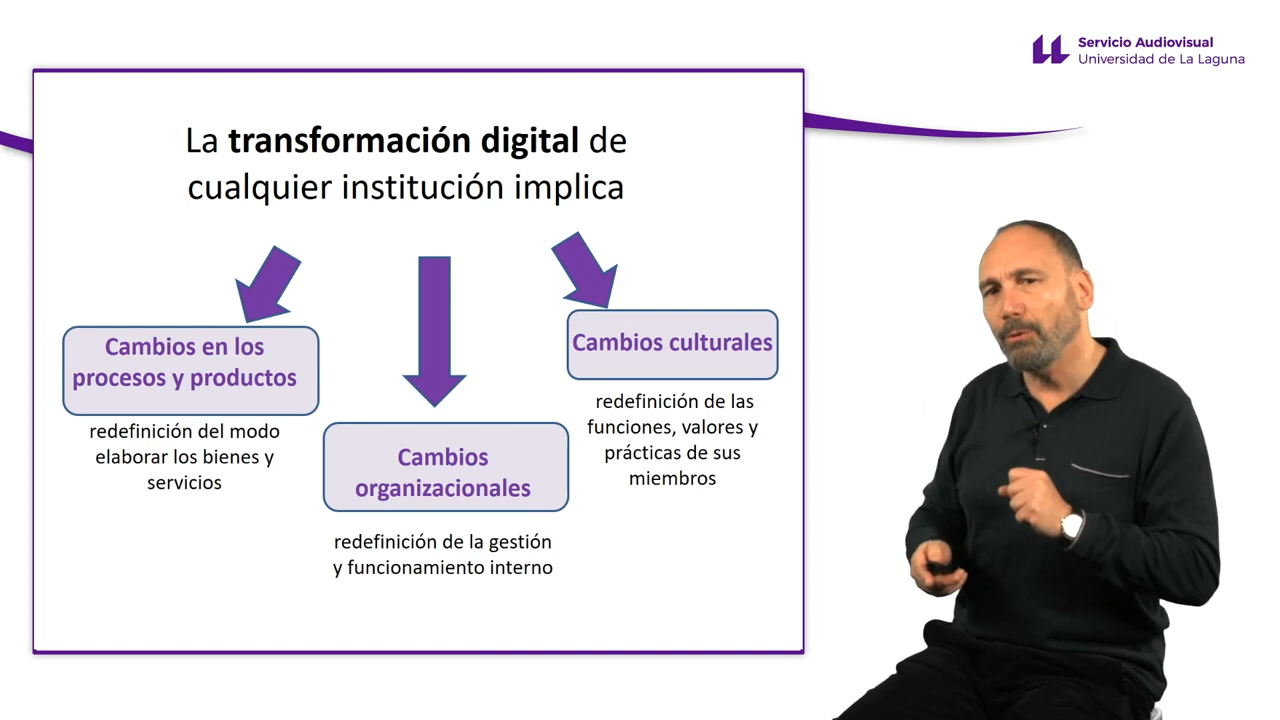 Servicio Audiovisual
Universidad de La Laguna
La transformación digital de
cualquier institución implica
Cambios en los
procesos y productos
redefinición del modo
elaborar los bienes y
servicios
Cambios
organizacionales
redefinición de la gestión
y funcionamiento interno
Cambios culturales
redefinición de las
funciones, valores y
prácticas de sus
miembros